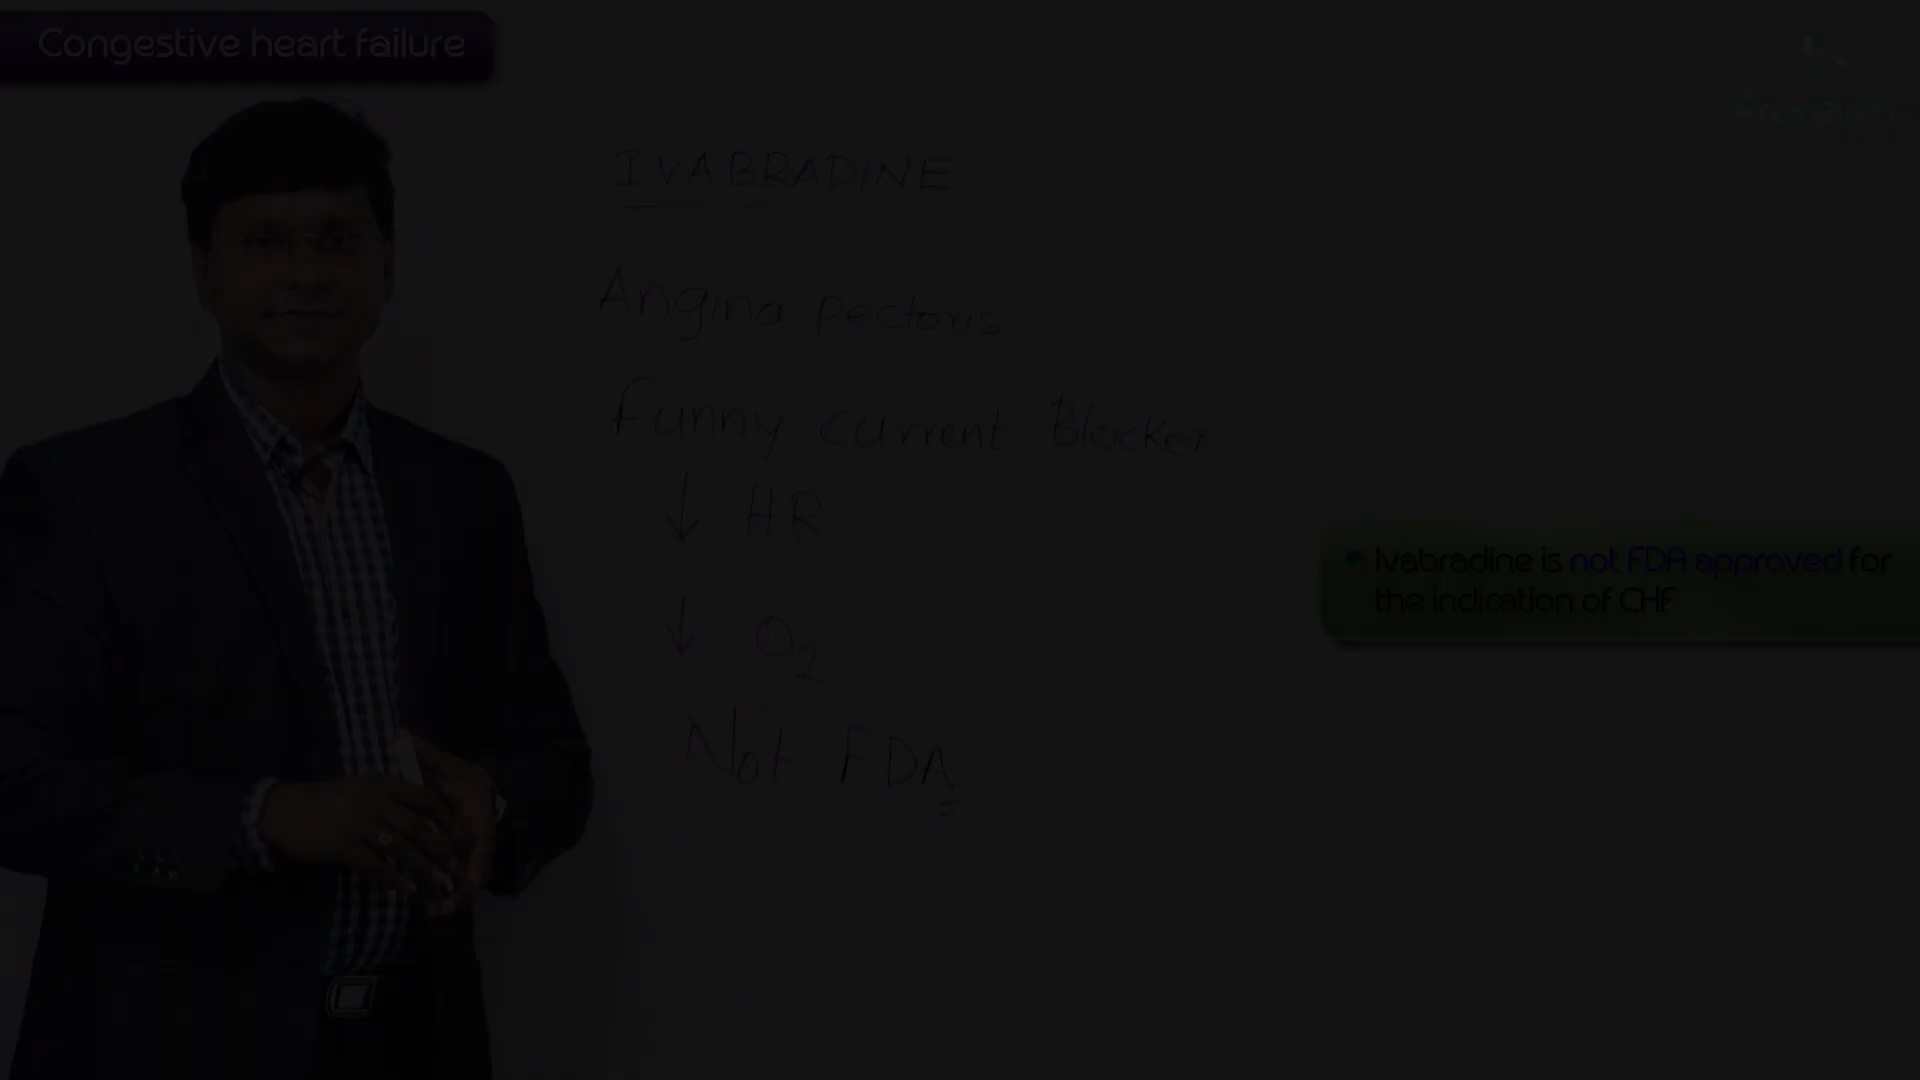 Congestive heart failure
IVABRADINE
Angina pectoris
Funny current Blocker
↓ HR
↓ O2
Not FDA
Ivabradine is not FDA approved for
the indication of CHF